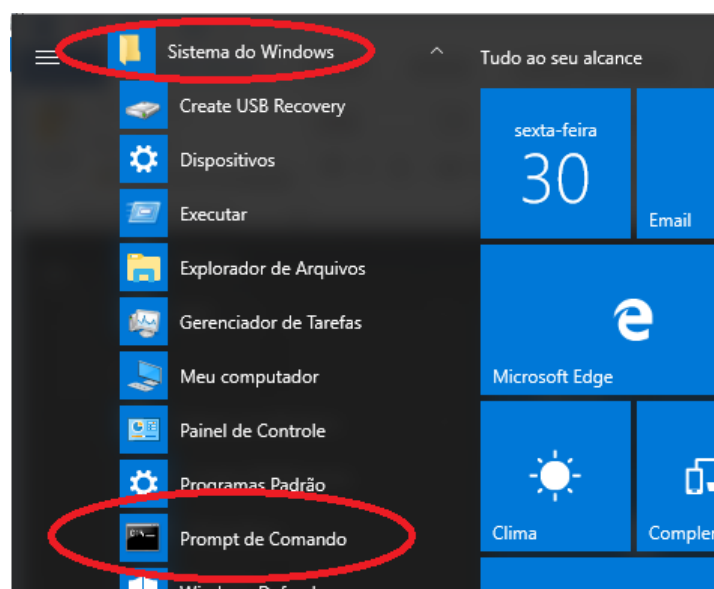 Sistema do Windows
Create USB Recovery
Dispositivos
Executar
Explorador de Arquivos
Gerenciador de Tarefas
Meu computador
Painel de Controle
Programas Padrão
Prompt de Comando
Tudo ao seu alcance
sexta-feira
30
Email
Microsoft Edge
Clima